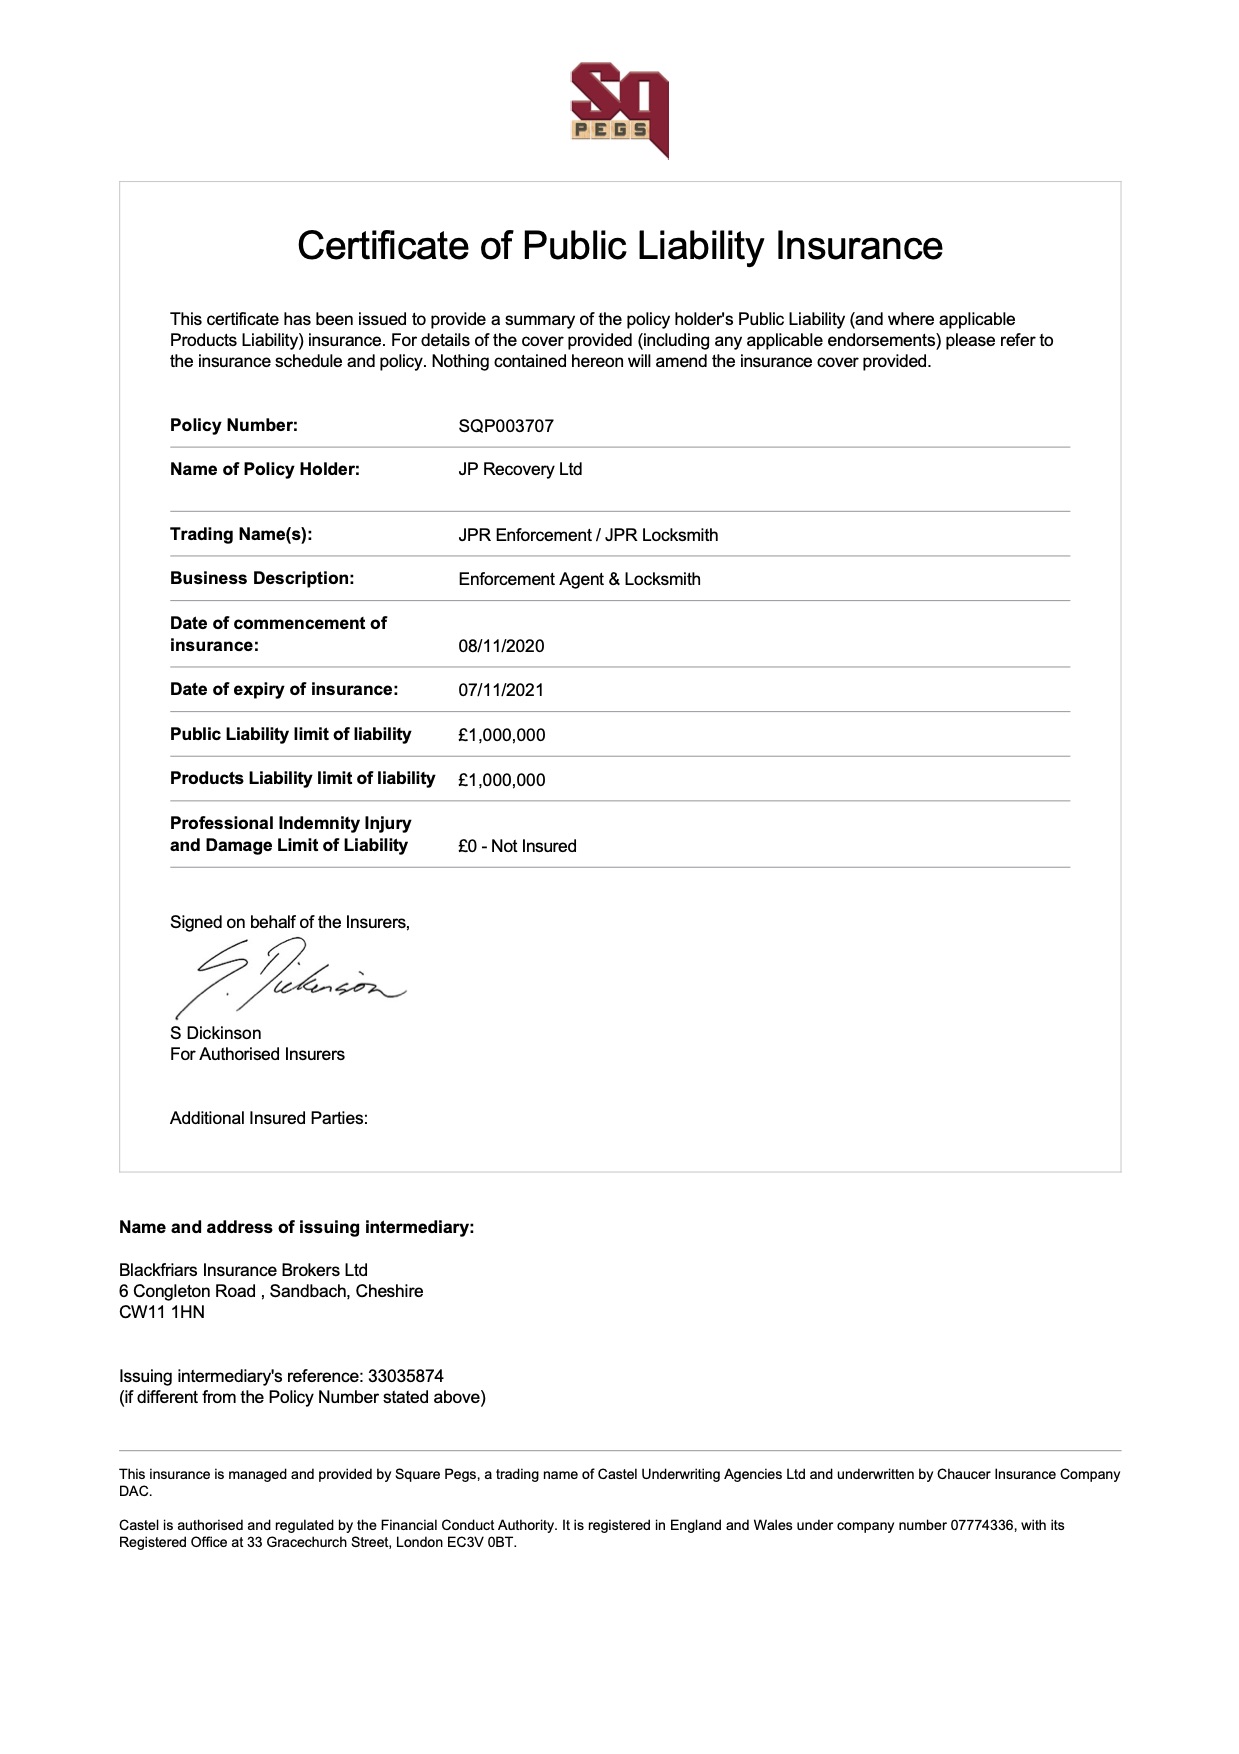 SQ
PEGS
Certificate of Public Liability Insurance
This certificate has been issued to provide a summary of the policy holder's Public Liability (and where applicable
Products Liability) insurance. For details of the cover provided (including any applicable endorsements) please refer to
the insurance schedule and policy. Nothing contained hereon will amend the insurance cover provided.
Policy Number: SQP003707
Name of Policy Holder: JP Recovery Ltd
Trading Name(s): JPR Enforcement / JPR Locksmith
Business Description: Enforcement Agent & Locksmith
Date of commencement of
insurance: 08/11/2020
Date of expiry of insurance: 07/11/2021
Public Liability limit of liability £1,000,000
Products Liability limit of liability £1,000,000
Professional Indemnity Injury
and Damage Limit of Liability £0 - Not Insured
Signed on behalf of the Insurers,
S. Dickinson
S Dickinson
For Authorised Insurers
Additional Insured Parties:
Name and address of issuing intermediary:
Blackfriars Insurance Brokers Ltd
6 Congleton Road , Sandbach, Cheshire
CW11 1HN
Issuing intermediary's reference: 33035874
(if different from the Policy Number stated above)
This insurance is managed and provided by Square Pegs, a trading name of Castel Underwriting Agencies Ltd and underwritten by Chaucer Insurance Company
DAC.
Castel is authorised and regulated by the Financial Conduct Authority. It is registered in England and Wales under company number 07774336, with its
Registered Office at 33 Gracechurch Street, London EC3V 0BT.